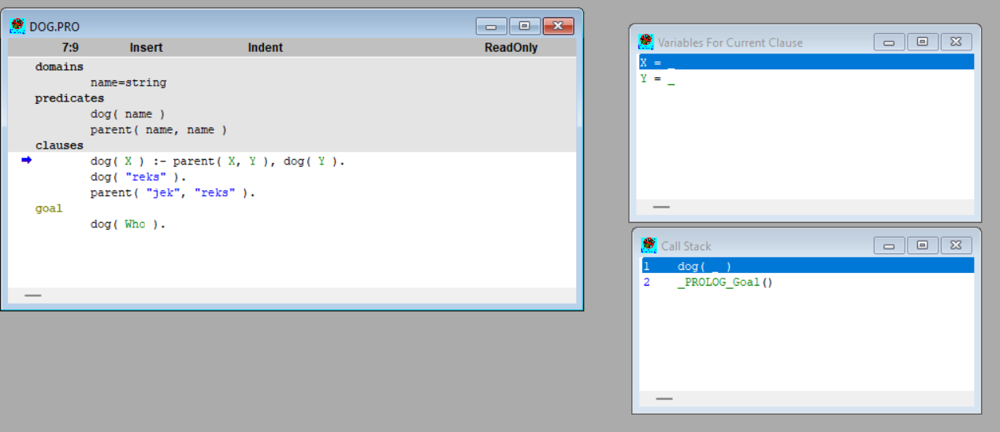 DOG.PRO
7:9 Insert Indent ReadOnly
domains
name=string
predicates
dog( name )
parent( name, name )
clauses
dog( X ) :- parent( X, Y ), dog( Y ).
dog( "reks" ).
parent( "jek", "reks" ).
goal
dog( Who ).
Variables For Current Clause
X = _
Y = _
Call Stack
1 dog( _ )
2 _PROLOG_Goal()